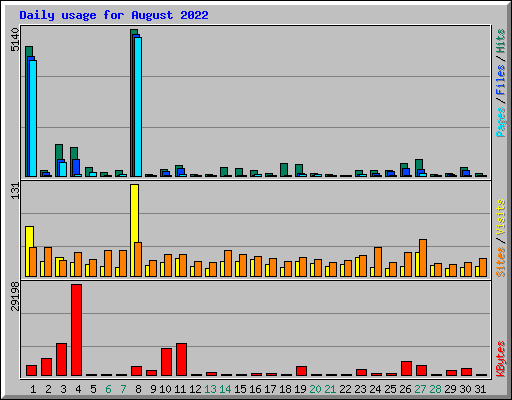 Daily usage for August 2022
5140
Pages / Files / Hits
131
Sites / Visits
29198
KBytes
1 2 3 4 5 6 7 8 9 10 11 12 13 14 15 16 17 18 19 20 21 22 23 24 25 26 27 28 29 30 31